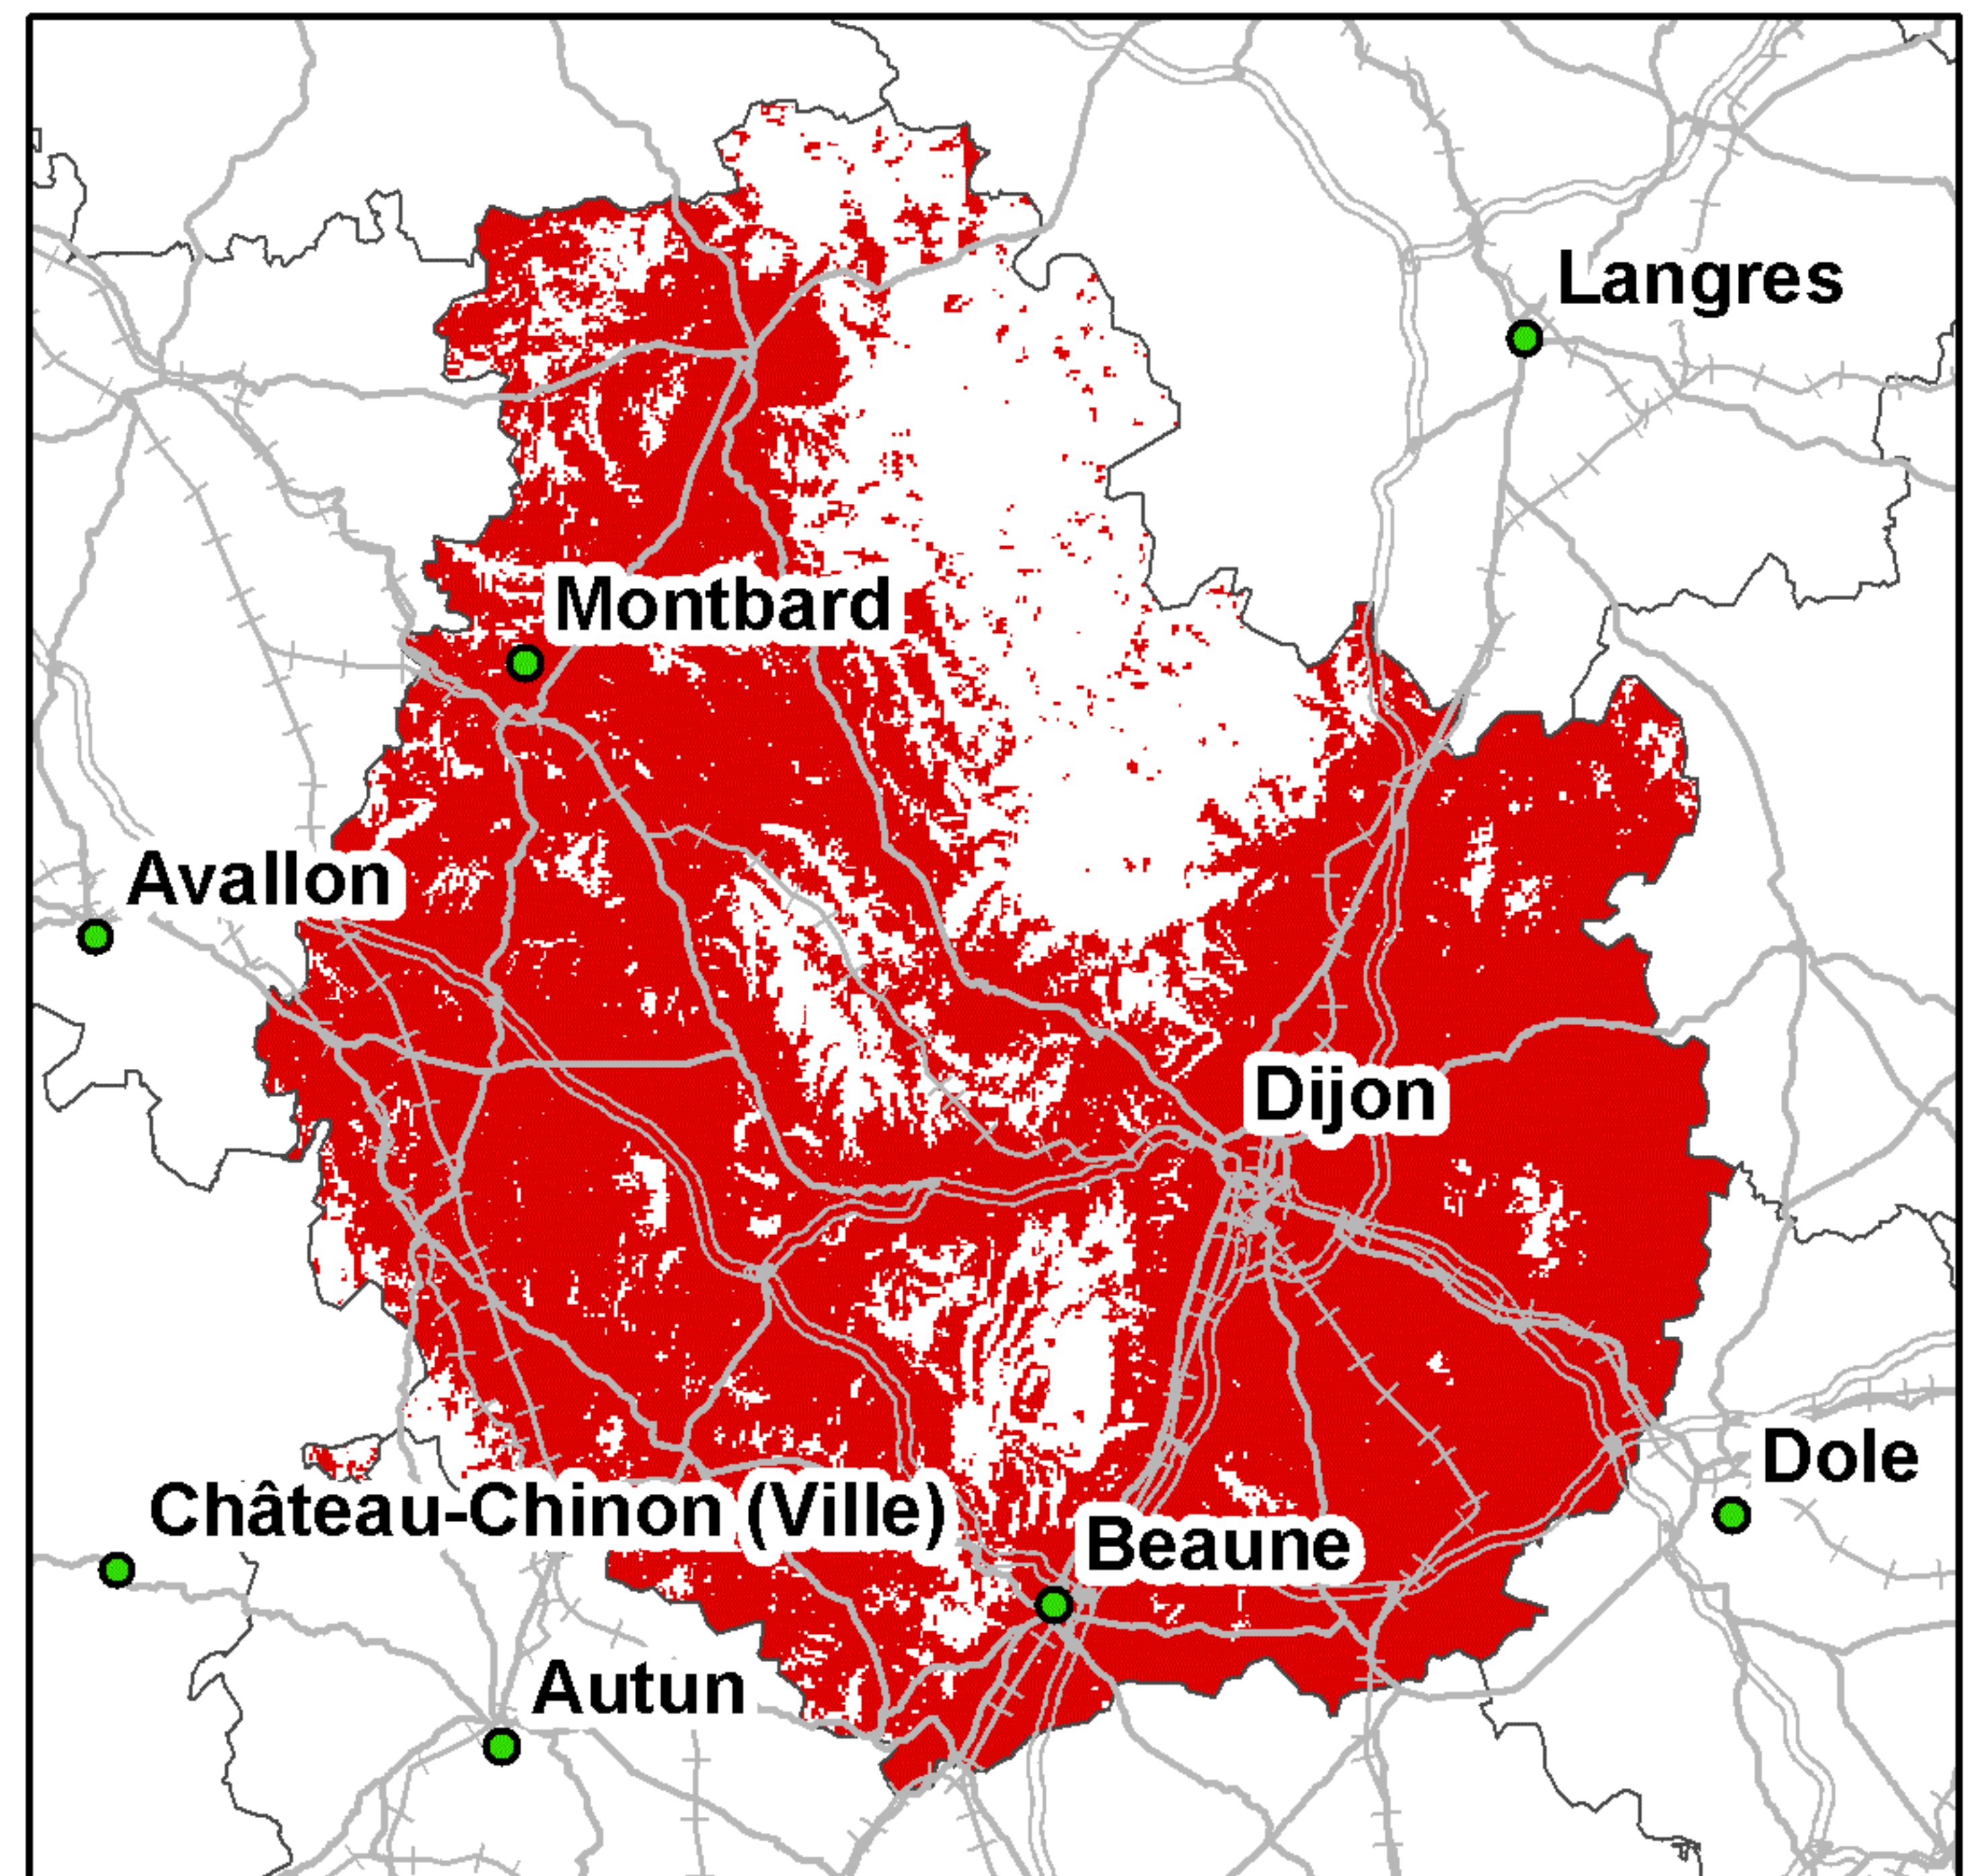 Langres
Montbard
Avallon
Dijon
Dole
Château-Chinon (Ville)
Beaune
Autun